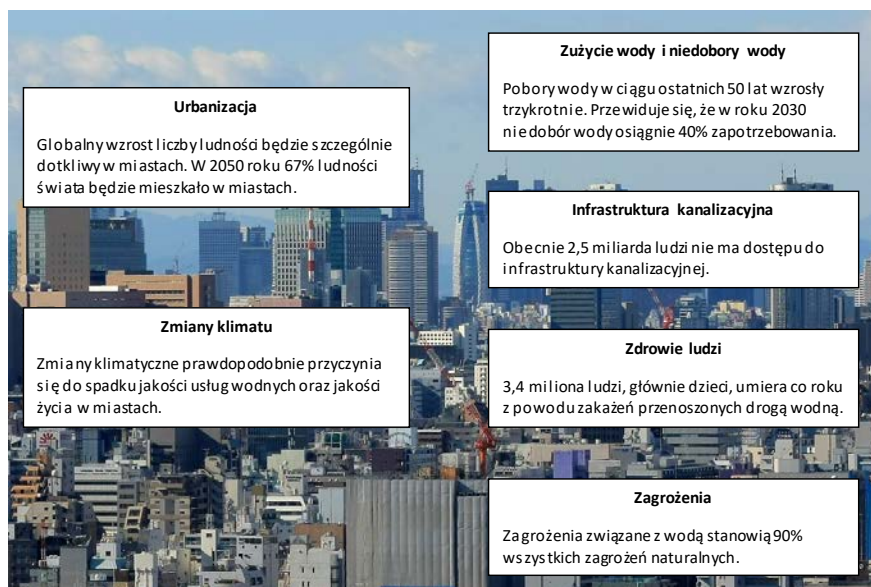 Urbanizacja
Globalny wzrost liczby ludności będzie szczególnie
dotkliwy w miastach. W 2050 roku 67% ludności
świata będzie mieszkało w miastach.
Zmiany klimatu
Zmiany klimatyczne prawdopodobnie przyczynia
się do spadku jakości usług wodnych oraz jakości
życia w miastach.
Zużycie wody i niedobory wody
Pobory wody w ciągu ostatnich 50 lat wzrosły
trzykrotnie. Przewiduje się, że w roku 2030
niedobór wody osiągnie 40% zapotrzebowania.
Infrastruktura kanalizacyjna
Obecnie 2,5 miliarda ludzi nie ma dostępu do
infrastruktury kanalizacyjnej.
Zdrowie ludzi
3,4 miliona ludzi, głównie dzieci, umiera co roku
z powodu zakażeń przenoszonych drogą wodną.
Zagrożenia
Zagrożenia związane z wodą stanowią 90%
wszystkich zagrożeń naturalnych.